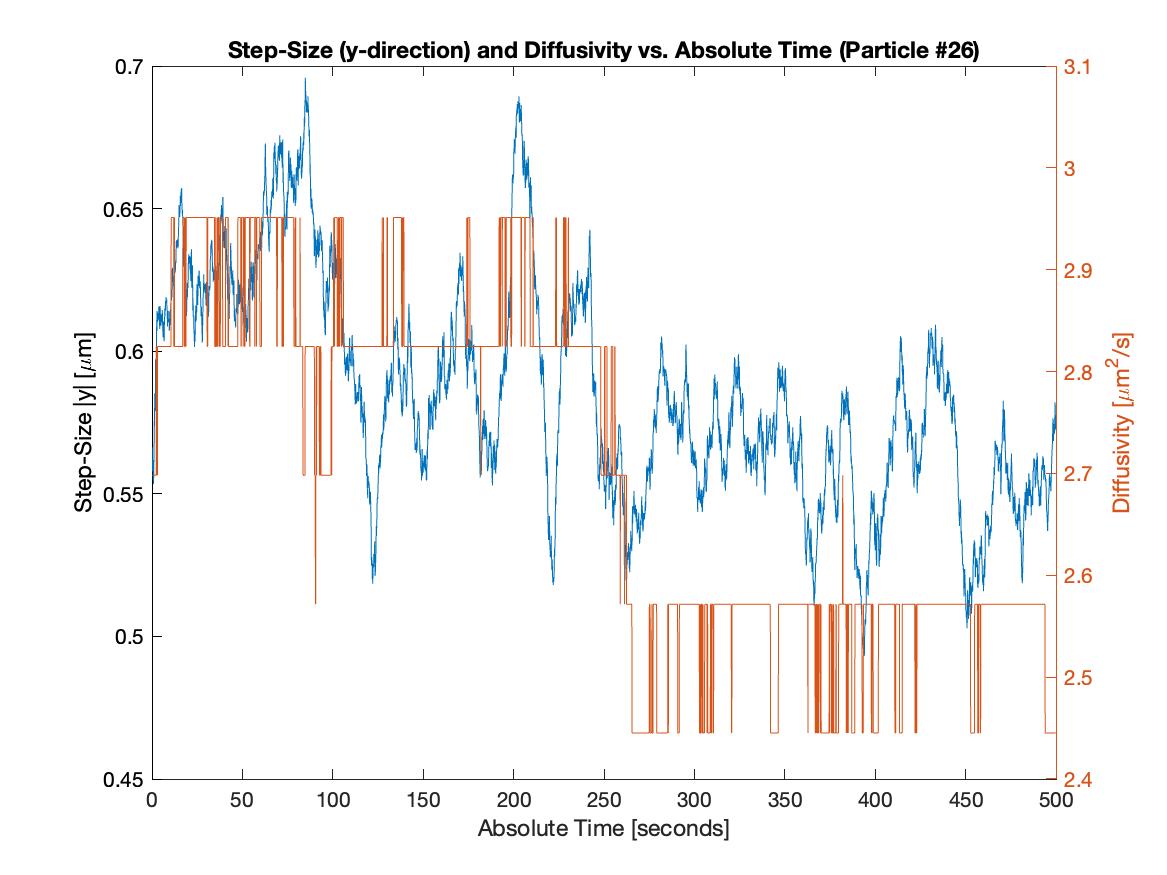 Step-Size (y-direction) and Diffusivity vs. Absolute Time (Particle #26)
0.7
0.65
0.6
0.55
0.5
0.45
Step-Size |y| [μm]
3.1
3
2.9
2.8
2.7
2.6
2.5
2.4
Diffusivity [μm²/s]
0 50 100 150 200 250 300 350 400 450 500
Absolute Time [seconds]